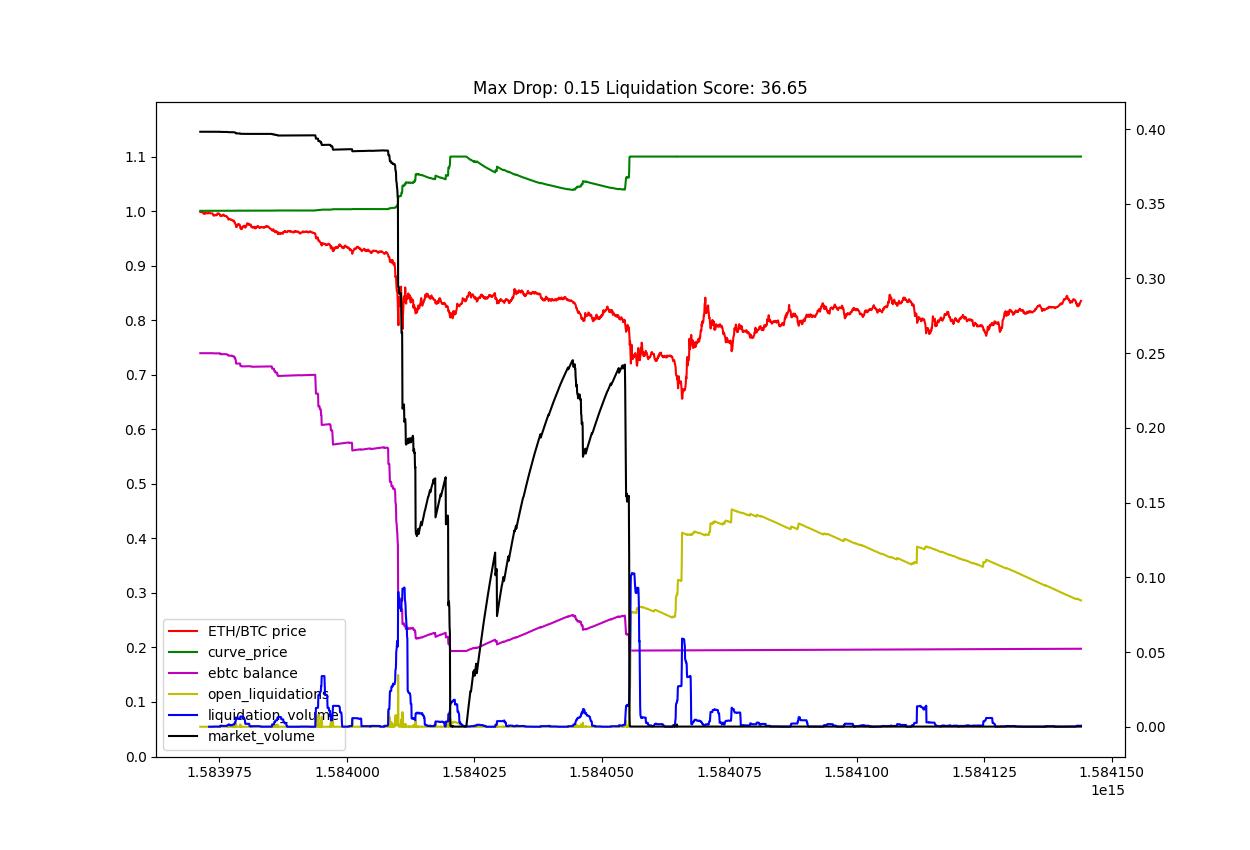 Max Drop: 0.15 Liquidation Score: 36.65
1.1
1.0
0.9
0.8
0.7
0.6
0.5
0.4
0.3
0.2
0.1
0.0
0.40
0.35
0.30
0.25
0.20
0.15
0.10
0.05
0.00
ETH/BTC price
curve_price
ebtc balance
open_liquidations
liquidation_volume
market_volume
1.583975 1.584000 1.584025 1.584050 1.584075 1.584100 1.584125 1.584150
1e15